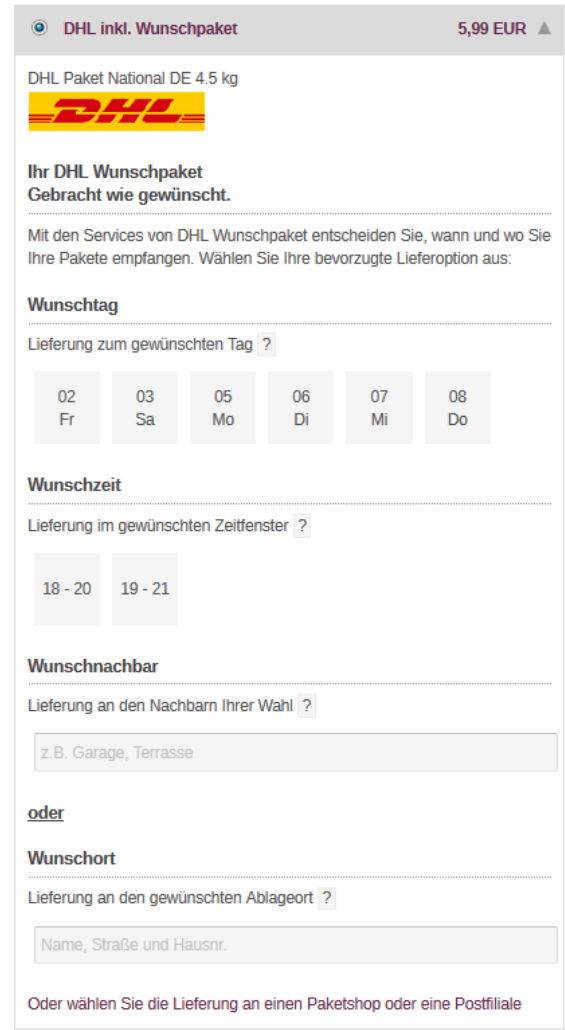 DHL inkl. Wunschpaket 5,99 EUR ▲
DHL Paket National DE 4.5 kg
DHL
Ihr DHL Wunschpaket
Gebracht wie gewünscht.
Mit den Services von DHL Wunschpaket entscheiden Sie, wann und wo Sie
Ihre Pakete empfangen. Wählen Sie Ihre bevorzugte Lieferoption aus:
Wunschtag
Lieferung zum gewünschten Tag ?
02 03 05 06 07 08
Fr Sa Mo Di Mi Do
Wunschzeit
Lieferung im gewünschten Zeitfenster ?
18 - 20 19 - 21
Wunschnachbar
Lieferung an den Nachbarn Ihrer Wahl ?
z.B. Garage, Terrasse
oder
Wunschort
Lieferung an den gewünschten Ablageort ?
Name, Straße und Hausnr.
Oder wählen Sie die Lieferung an einen Paketshop oder eine Postfiliale